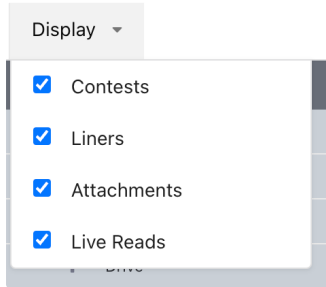 Display
Contests
Liners
Attachments
Live Reads